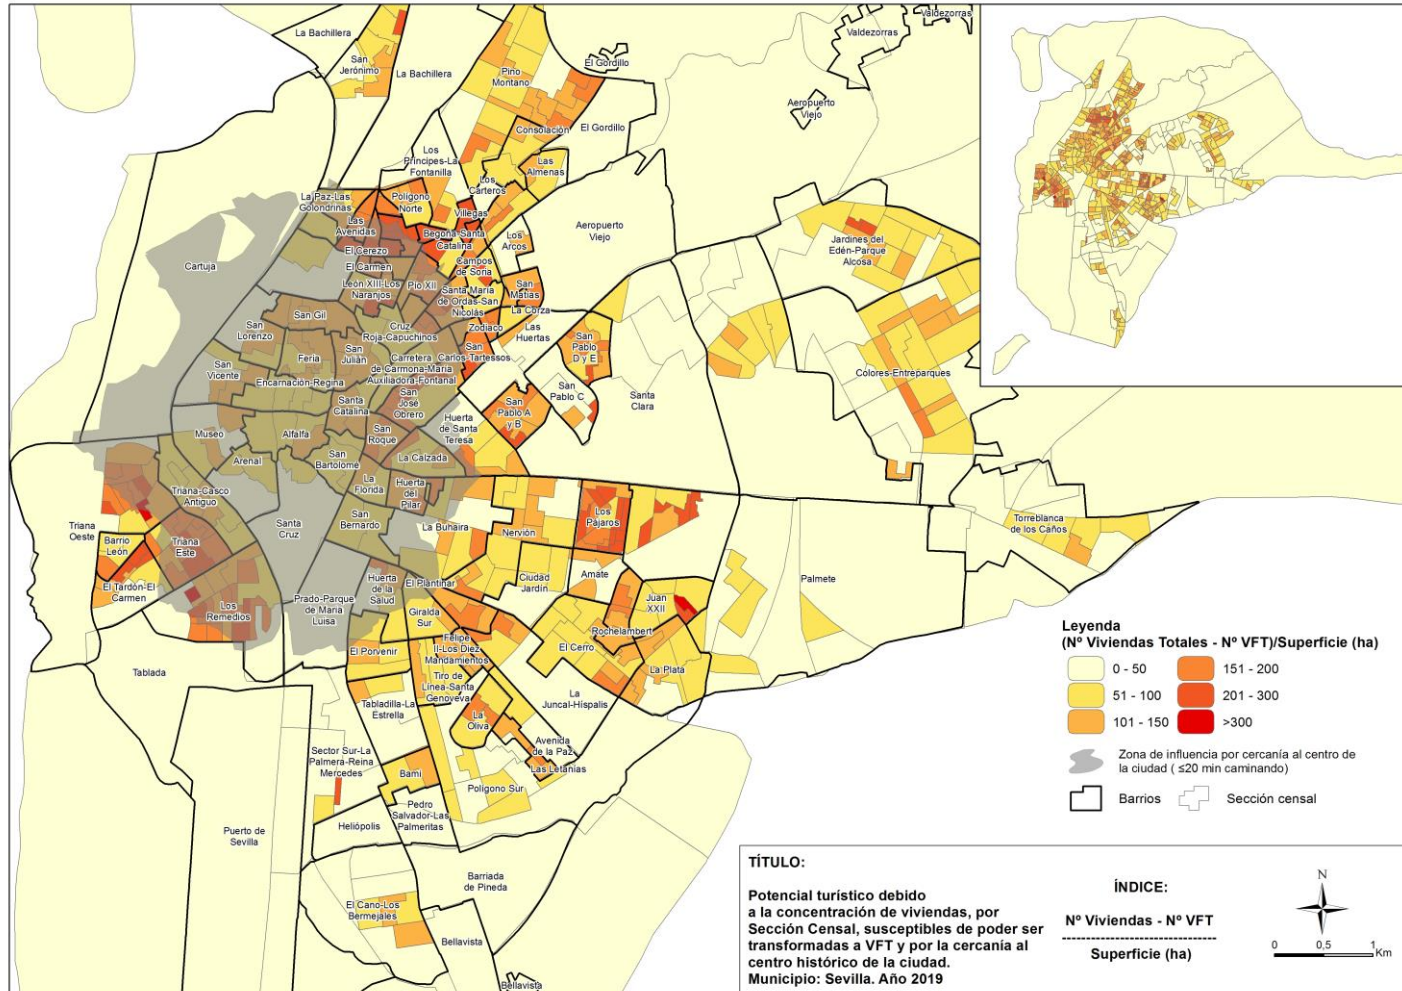 La Bachillera
San
Jerónimo
La Bachillera
Pino
Montano
El Gordillo
Valdezorras
Valdezorras
Aeropuerto
Viejo
Consolación
El Gordillo
Los
Príncipes-La
Fontanilla
Las
Almenas
Los
Carteros
La Paz-Las
Golondrinas
Polígono
Norte
Villegas
Las
Avenidas
Begoña-Santa
Catalina
Los
Arcos
Aeropuerto
Viejo
Jardines del
Edén-Parque
Alcosa
Cartuja
El Cerezo
El Carmen
Campos
de Soria
León XIII-Los
Naranjos
Pío XII
Santa María
de Ordás-San
Nicolás
San
Matías
La Corza
San Gil
San
Lorenzo
Cruz
Roja-Capuchinos
Zodiaco
Las
Huertas
San
Pablo
D y E
Feria
San
Julián
San
Carlos-Tartessos
Carretera
de Carmona-María
Auxiliadora-Fontanal
San
Vicente
Encarnación-Regina
Colores-Entreparques
San
Pablo C
Santa
Clara
Santa
Catalina
San
José
Obrero
San
Pablo A
y B
Huerta
de Santa
Teresa
Museo
Alfalfa
San
Roque
Arenal
San
Bartolomé
La Calzada
Triana-Casco
Antiguo
La
Florida
Huerta
del
Pilar
Triana
Oeste
Barrio
León
Triana
Este
Santa
Cruz
San
Bernardo
La Buhaira
Nervión
Los
Pájaros
Torreblanca
de los Caños
El Tardón-El
Carmen
Huerta
de la
Salud
El Plantinar
Ciudad
Jardín
Amate
Palmete
Los
Remedios
Prado-Parque
de María
Luisa
Giralda
Sur
Juan
XXII
Rochelambert
El Porvenir
Felipe
II-Los Diez
Mandamientos
El Cerro
La Plata
Tablada
Tiro de
Línea-Santa
Genoveva
Tabladilla-La
Estrella
La
Juncal-Híspalis
La
Oliva
Avenida
de la Paz
Sector Sur-La
Palmera-Reina
Mercedes
Las Letanías
Bami
Polígono Sur
Pedro
Salvador-Las
Palmeritas
Heliópolis
Puerto de
Sevilla
Barriada
de Pineda
El Cano-Los
Bermejales
Bellavista
Bellavista
Leyenda
(Nº Viviendas Totales - Nº VFT)/Superficie (ha)
0 - 50
151 - 200
51 - 100
201 - 300
101 - 150
>300
Zona de influencia por cercanía al centro de
la ciudad ( ≤20 min caminando)
Barrios
Sección censal
TÍTULO:
Potencial turístico debido
a la concentración de viviendas, por
Sección Censal, susceptibles de poder ser
transformadas a VFT y por la cercanía al
centro histórico de la ciudad.
Municipio: Sevilla. Año 2019
ÍNDICE:
Nº Viviendas - Nº VFT
-----------------------------
Superficie (ha)
N
0 0,5 1
Km